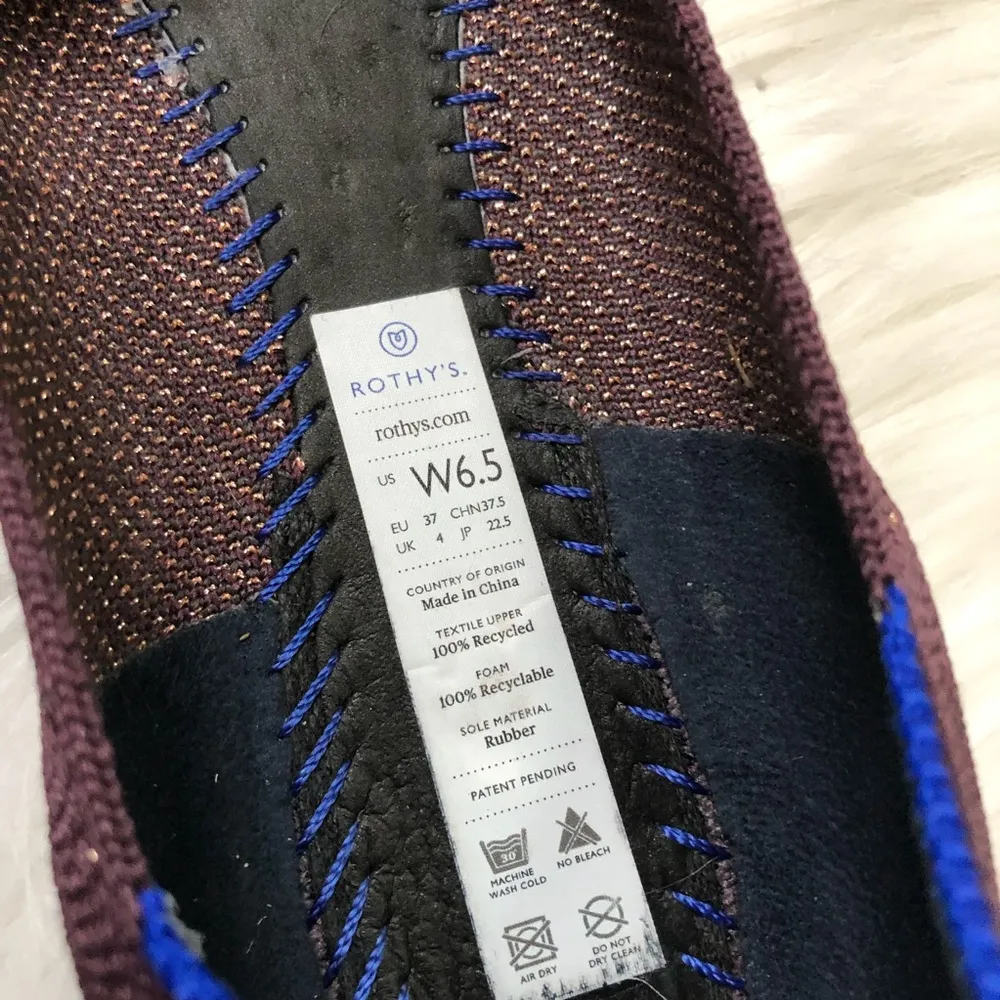 ROTHY'S.
rothys.com
US W6.5
EU 37 CHN37.5
UK 4 JP 22.5
COUNTRY OF ORIGIN
Made in China
TEXTILE UPPER
100% Recycled
FOAM
100% Recyclable
SOLE MATERIAL
Rubber
PATENT PENDING
30°
MACHINE
WASH COLD
NO BLEACH
AIR DRY
DO NOT
DRY CLEAN